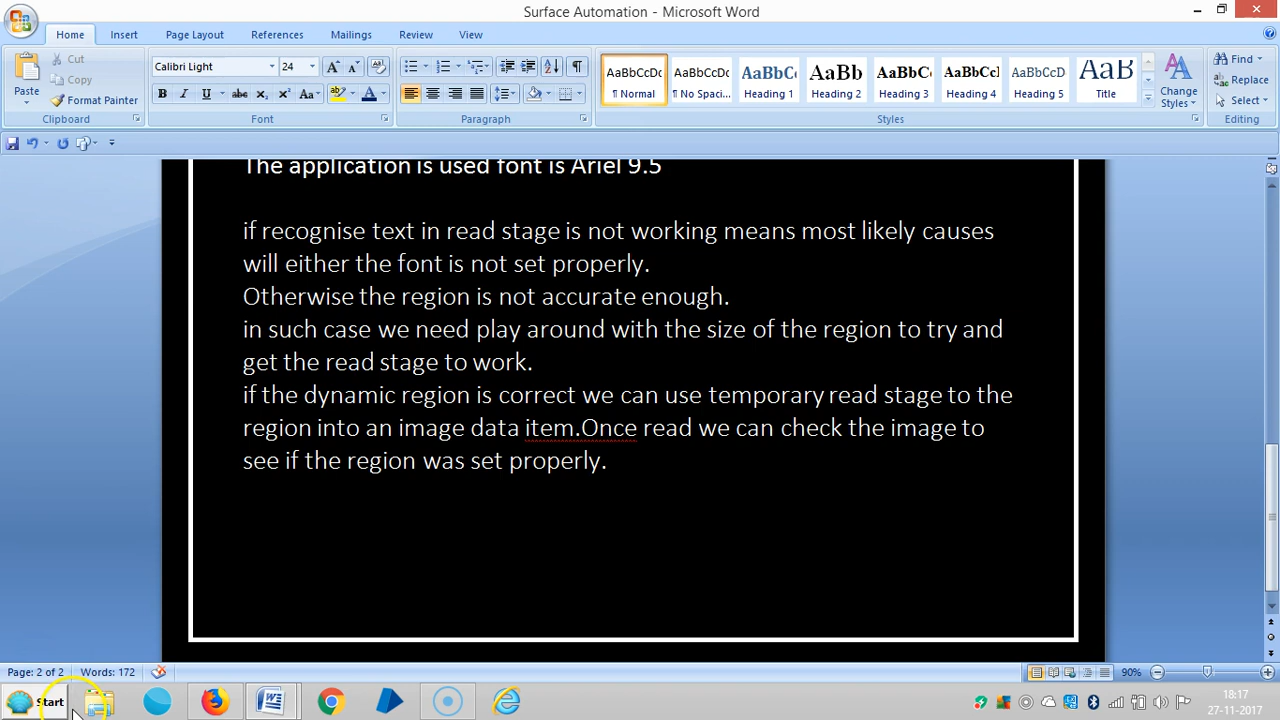 Surface Automation - Microsoft Word
Home Insert Page Layout References Mailings Review View
Paste
Cut
Copy
Format Painter
Clipboard
Calibri Light 24
B I U abc x₂ x² Aa
Font
Paragraph
AaBbCcDc AaBbCcDc AaBbC AaBb AaBbC AaBbCcI AaBbCcD AaB
¶ Normal ¶ No Spaci... Heading 1 Heading 2 Heading 3 Heading 4 Heading 5 Title
Change Styles
Styles
Find
Replace
Select
Editing
The application is used font is Ariel 9.5
if recognise text in read stage is not working means most likely causes
will either the font is not set properly.
Otherwise the region is not accurate enough.
in such case we need play around with the size of the region to try and
get the read stage to work.
if the dynamic region is correct we can use temporary read stage to the
region into an image data item.Once read we can check the image to
see if the region was set properly.
Page: 2 of 2 Words: 172 90%
Start
18:17
27-11-2017